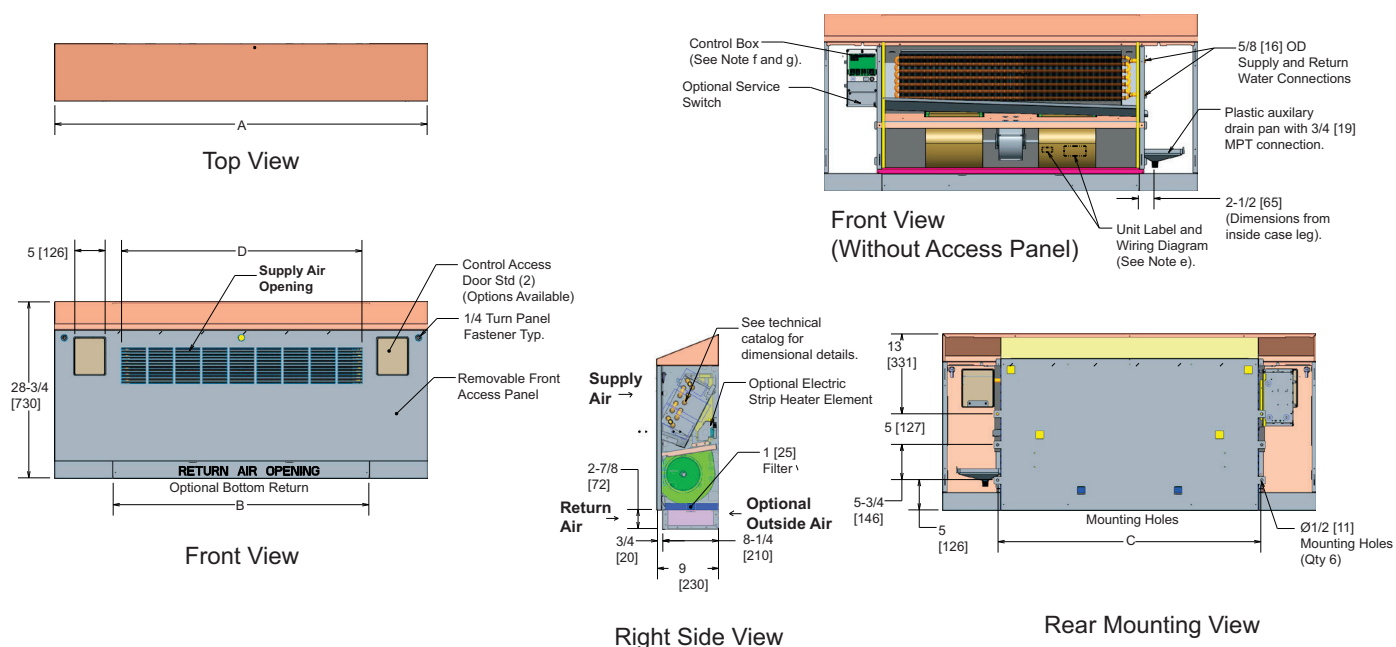 A
Top View
Control Box
(See Note f and g).
Optional Service
Switch
5/8 [16] OD
Supply and Return
Water Connections
Plastic auxilary
drain pan with 3/4 [19]
MPT connection.
2-1/2 [65]
(Dimensions from
inside case leg).
Unit Label and
Wiring Diagram
(See Note e).
Front View
(Without Access Panel)
5 [126]
D
Supply Air
Opening
Control Access
Door Std (2)
(Options Available)
1/4 Turn Panel
Fastener Typ.
Removable Front
Access Panel
28-3/4
[730]
RETURN AIR OPENING
Optional Bottom Return
B
Front View
See technical
catalog for
dimensional details.
Supply
Air
Optional Electric
Strip Heater Element
1 [25]
Filter
2-7/8
[72]
Return
Air
Optional
Outside Air
3/4
[20]
8-1/4
[210]
9
[230]
Right Side View
13
[331]
5 [127]
5-3/4
[146]
5
[126]
Mounting Holes
C
Ø1/2 [11]
Mounting Holes
(Qty 6)
Rear Mounting View